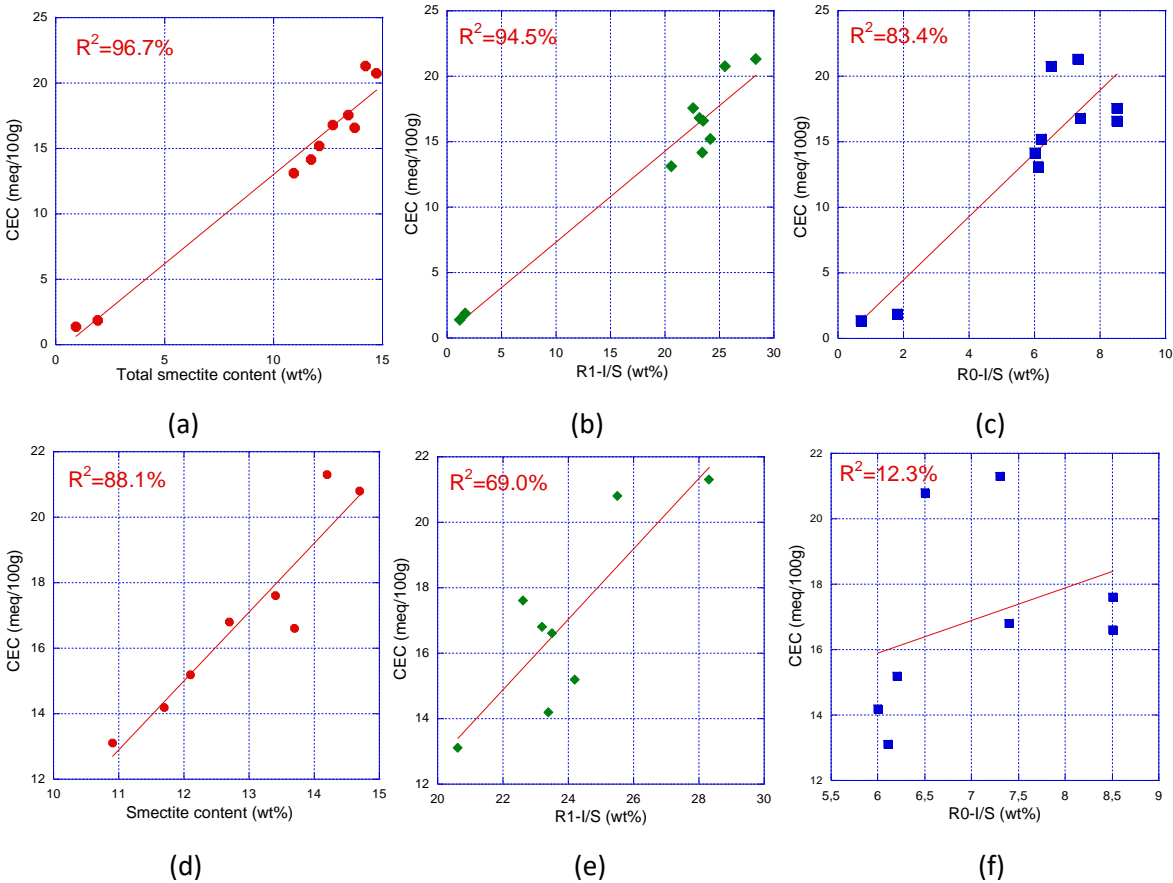 25
R²=96.7%
20
15
10
5
0
CEC (meq/100g)
0 5 10 15
Total smectite content (wt%)
(a)
25
R²=94.5%
20
15
10
5
0
CEC (meq/100g)
0 5 10 15 20 25 30
R1-I/S (wt%)
(b)
25
R²=83.4%
20
15
10
5
0
CEC (meq/100g)
0 2 4 6 8 10
R0-I/S (wt%)
(c)
22
R²=88.1%
20
18
16
14
12
CEC (meq/100g)
10 11 12 13 14 15
Smectite content (wt%)
(d)
22
R²=69.0%
20
18
16
14
12
CEC (meq/100g)
20 22 24 26 28 30
R1-I/S (wt%)
(e)
22
R²=12.3%
20
18
16
14
12
CEC (meq/100g)
5,5 6 6,5 7 7,5 8 8,5 9
R0-I/S (wt%)
(f)